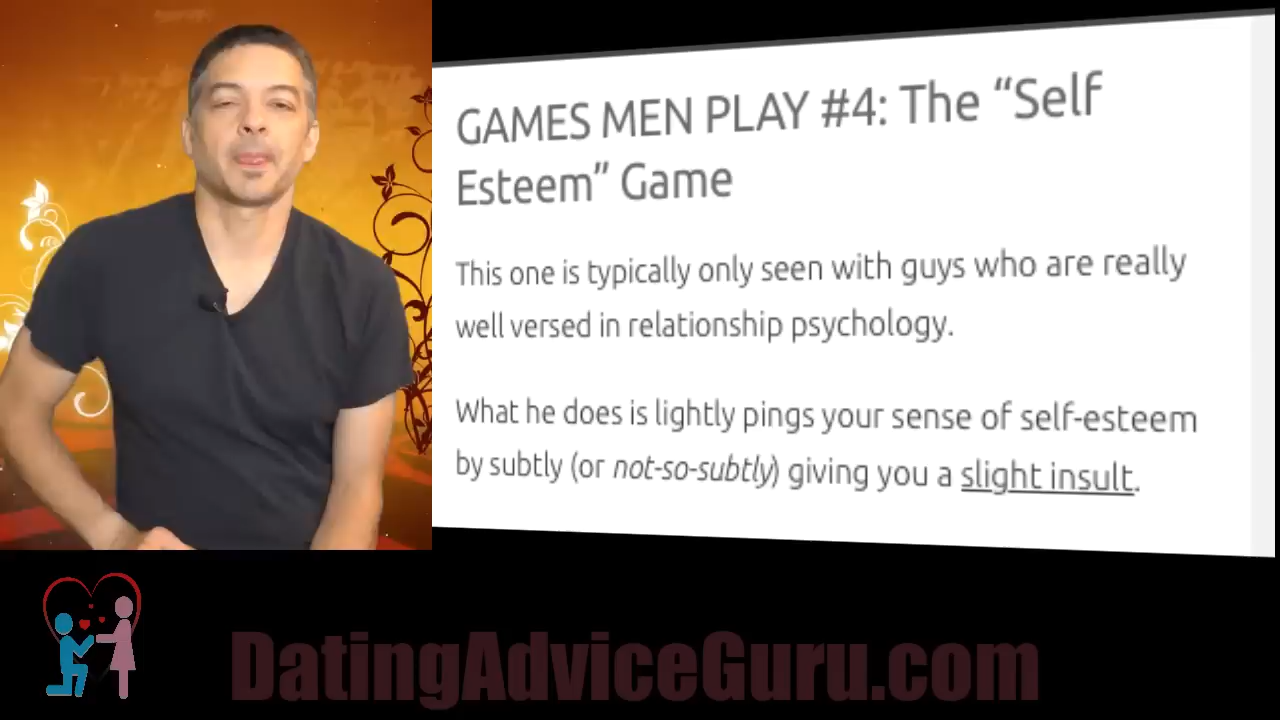 GAMES MEN PLAY #4: The “Self
Esteem” Game
This one is typically only seen with guys who are really
well versed in relationship psychology.
What he does is lightly pings your sense of self-esteem
by subtly (or not-so-subtly) giving you a slight insult.
DatingAdviceGuru.com